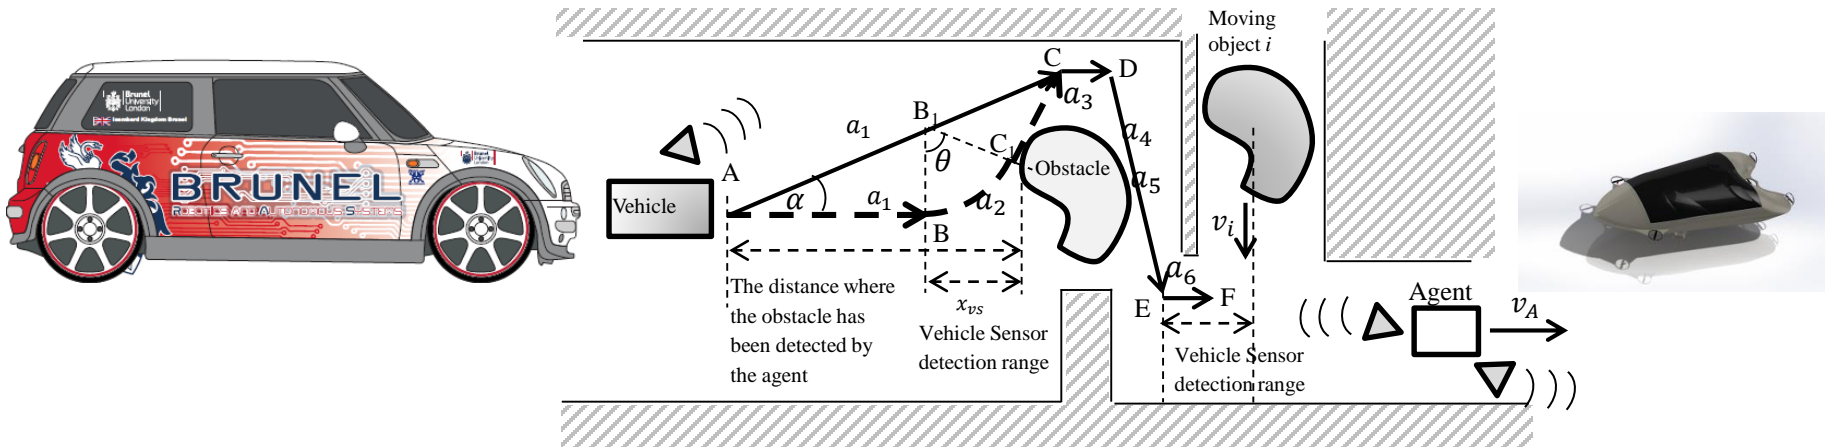 Brunel
University
London
BRUNEL
ROBOTICS AND AUTONOMOUS SYSTEMS
Vehicle
A
α
a₁
a₁
B₁
θ
B
a₂
C₁
C
a₃
D
Obstacle
a₄
a₅
a₆
E
F
The distance where
the obstacle has
been detected by
the agent
xᵥₛ
Vehicle Sensor
detection range
Moving
object i
vᵢ
Vehicle Sensor
detection range
Agent
v_A